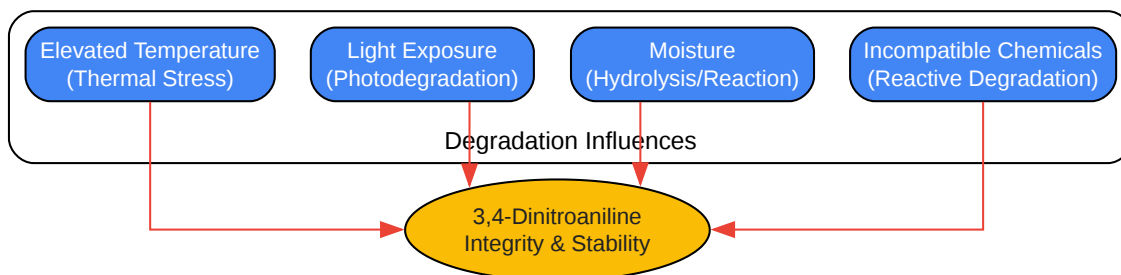 Elevated Temperature
(Thermal Stress)
Light Exposure
(Photodegradation)
Moisture
(Hydrolysis/Reaction)
Incompatible Chemicals
(Reactive Degradation)
Degradation Influences
3,4-Dinitroaniline
Integrity & Stability